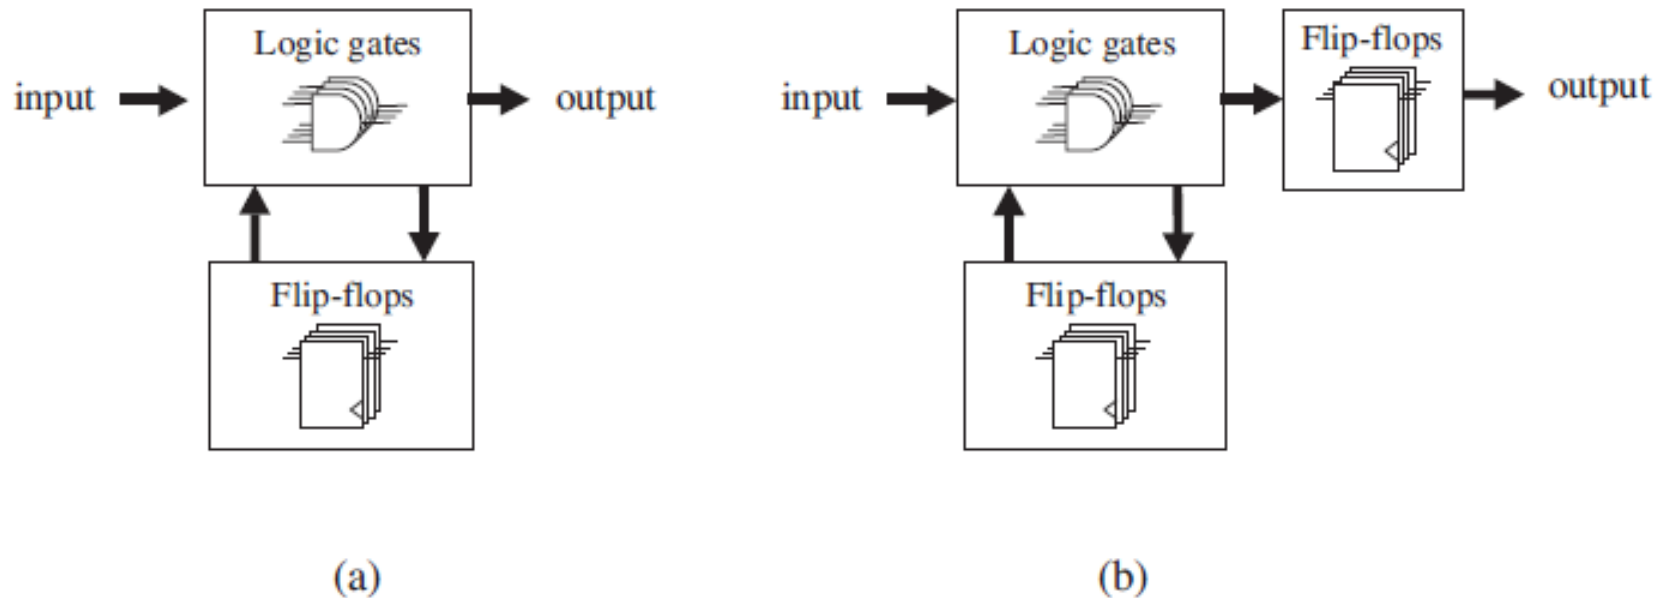 Logic gates
input
output
Flip-flops
(a)
Logic gates
Flip-flops
input
output
Flip-flops
(b)